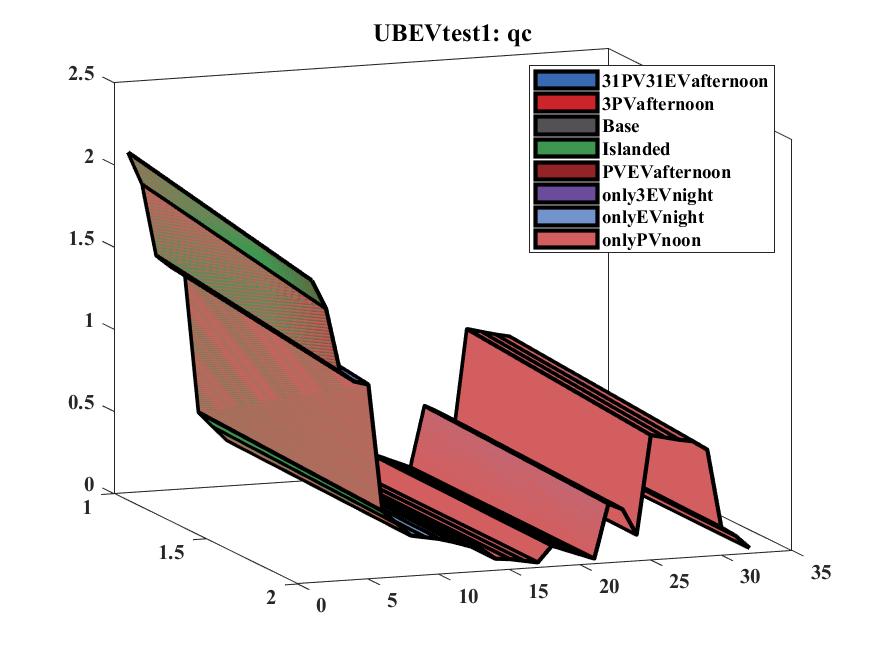 UBEVtest1: qc
2.5
2
1.5
1
0.5
0
31PV31EVafternoon
3PVafternoon
Base
Islanded
PVEVafternoon
only3EVnight
onlyEVnight
onlyPVnoon
1
1.5
2
0
5
10
15
20
25
30
35